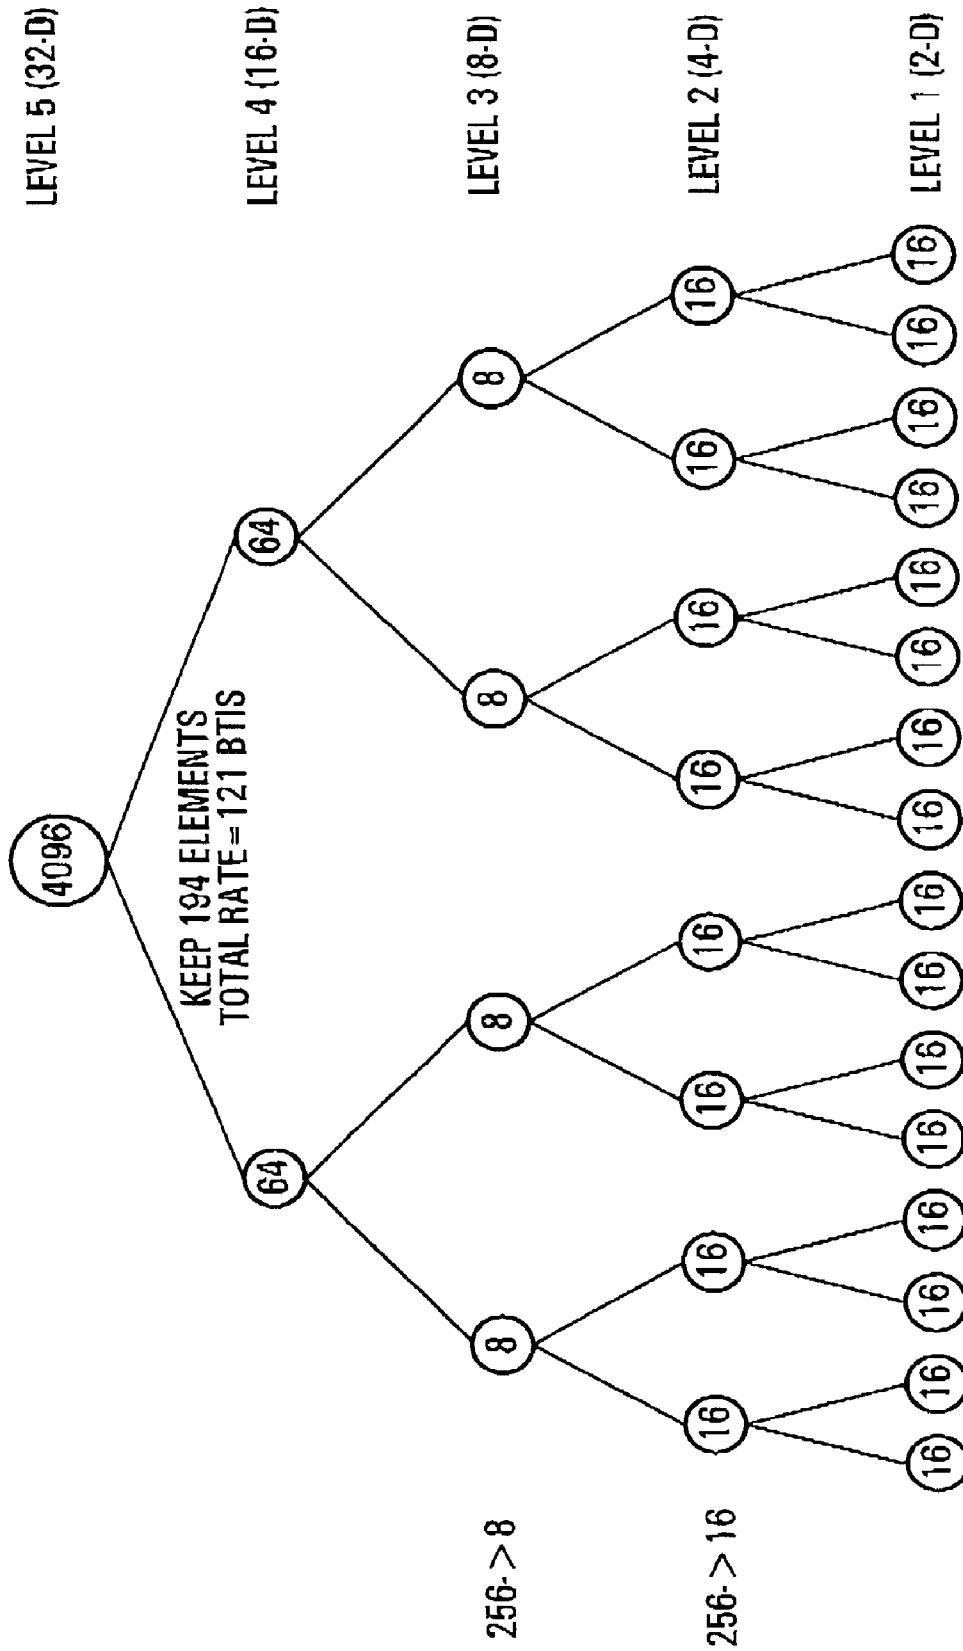 4096
LEVEL 5 (32-D)
KEEP 194 ELEMENTS
TOTAL RATE=121 BTIS
64 64
LEVEL 4 (16-D)
256->8
8 8 8 8
LEVEL 3 (8-D)
256->16
16 16 16 16 16 16 16 16
LEVEL 2 (4-D)
16 16 16 16 16 16 16 16 16 16 16 16 16 16 16 16
LEVEL 1 (2-D)